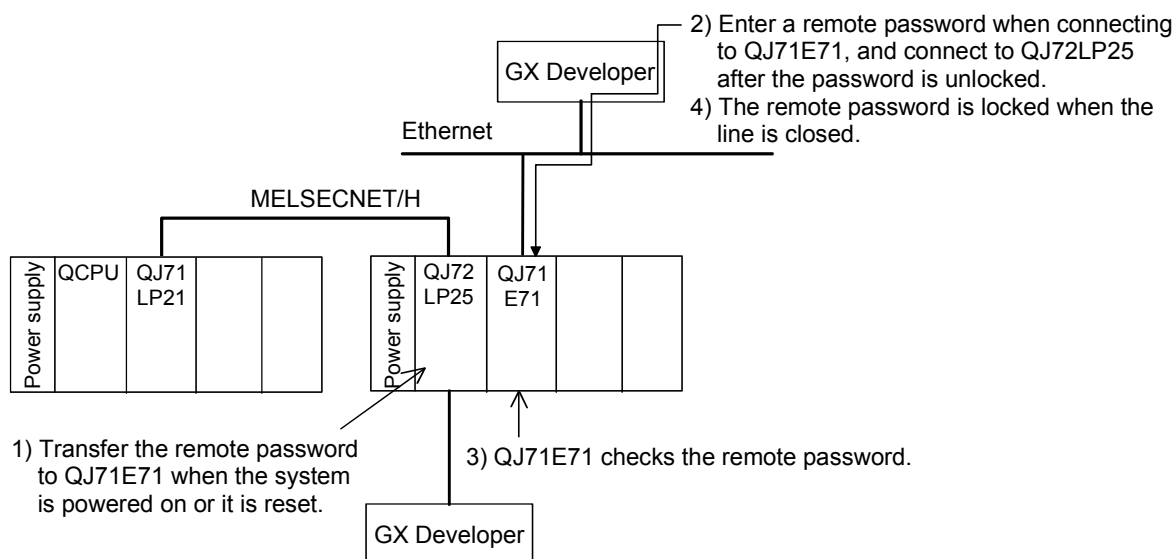 2) Enter a remote password when connecting
to QJ71E71, and connect to QJ72LP25
after the password is unlocked.
4) The remote password is locked when the
line is closed.
GX Developer
Ethernet
MELSECNET/H
Power supply
QCPU
QJ71
LP21
Power supply
QJ72
LP25
QJ71
E71
1) Transfer the remote password
to QJ71E71 when the system
is powered on or it is reset.
3) QJ71E71 checks the remote password.
GX Developer